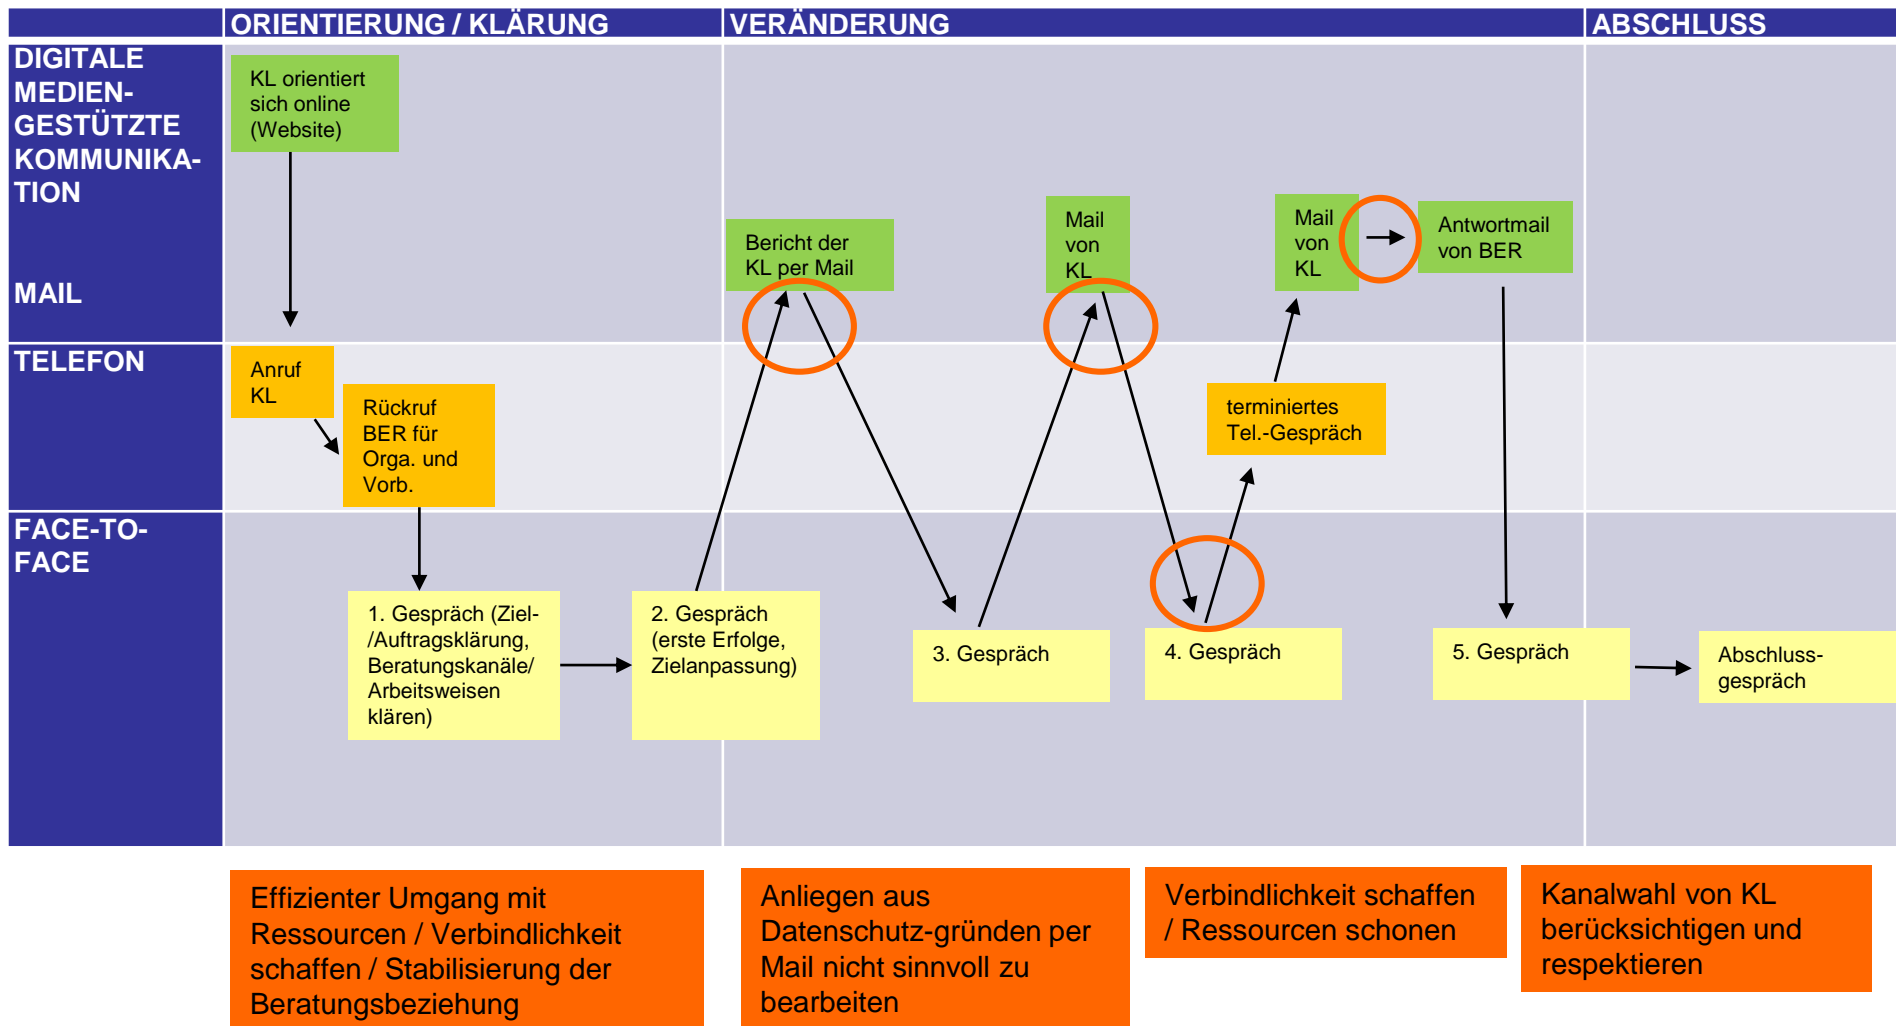 ORIENTIERUNG / KLÄRUNG
VERÄNDERUNG
ABSCHLUSS
DIGITALE
MEDIEN-
GESTÜTZTE
KOMMUNIKA-
TION
MAIL
KL orientiert
sich online
(Website)
Bericht der
KL per Mail
Mail
von
KL
Mail
von
KL
Antwortmail
von BER
TELEFON
Anruf
KL
Rückruf
BER für
Orga. und
Vorb.
terminiertes
Tel.-Gespräch
FACE-TO-
FACE
1. Gespräch (Ziel-
/Auftragsklärung,
Beratungskanäle/
Arbeitsweisen
klären)
2. Gespräch
(erste Erfolge,
Zielanpassung)
3. Gespräch
4. Gespräch
5. Gespräch
Abschluss-
gespräch
Effizienter Umgang mit
Ressourcen / Verbindlichkeit
schaffen / Stabilisierung der
Beratungsbeziehung
Anliegen aus
Datenschutz-gründen per
Mail nicht sinnvoll zu
bearbeiten
Verbindlichkeit schaffen
/ Ressourcen schonen
Kanalwahl von KL
berücksichtigen und
respektieren